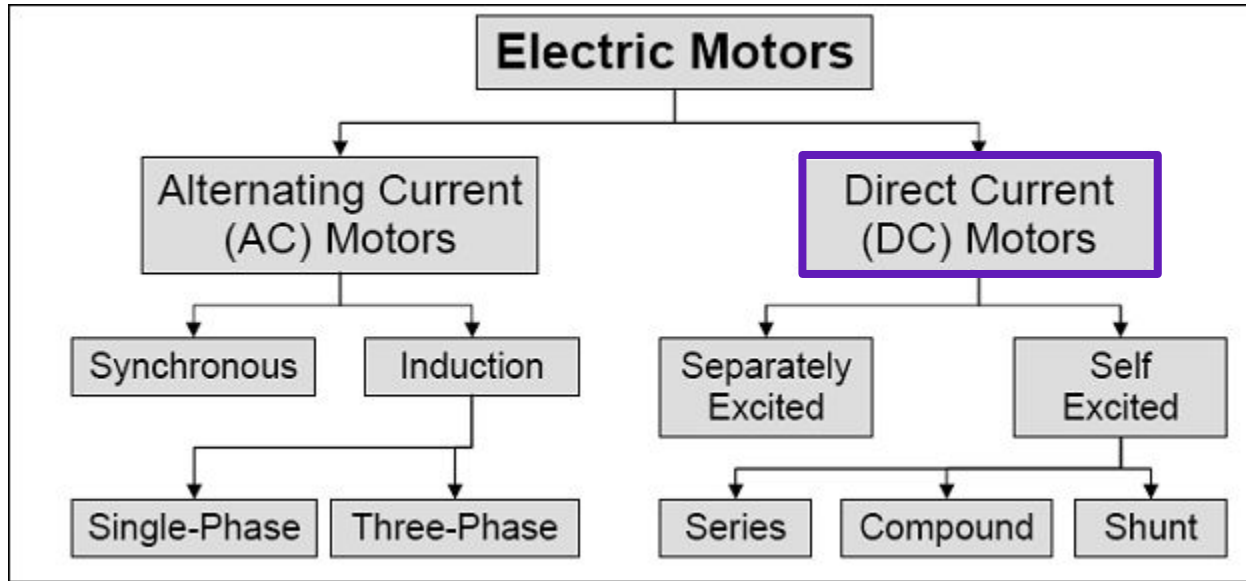 Electric Motors
Alternating Current
(AC) Motors
Direct Current
(DC) Motors
Synchronous
Induction
Separately
Excited
Self
Excited
Single-Phase
Three-Phase
Series
Compound
Shunt